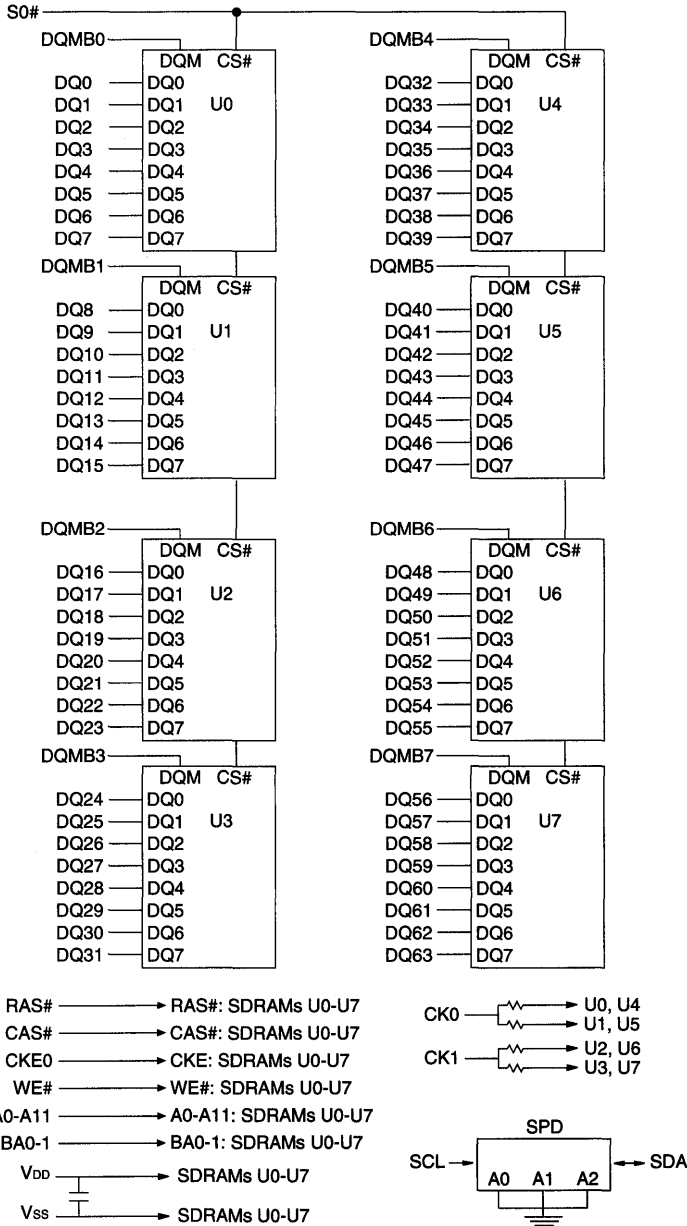 S0#
DQMB0 DQMB4
DQM CS# DQM CS#
DQ0 DQ0 DQ32 DQ0
DQ1 DQ1 U0 DQ33 DQ1 U4
DQ2 DQ2 DQ34 DQ2
DQ3 DQ3 DQ35 DQ3
DQ4 DQ4 DQ36 DQ4
DQ5 DQ5 DQ37 DQ5
DQ6 DQ6 DQ38 DQ6
DQ7 DQ7 DQ39 DQ7
DQMB1 DQMB5
DQM CS# DQM CS#
DQ8 DQ0 DQ40 DQ0
DQ9 DQ1 U1 DQ41 DQ1 U5
DQ10 DQ2 DQ42 DQ2
DQ11 DQ3 DQ43 DQ3
DQ12 DQ4 DQ44 DQ4
DQ13 DQ5 DQ45 DQ5
DQ14 DQ6 DQ46 DQ6
DQ15 DQ7 DQ47 DQ7
DQMB2 DQMB6
DQM CS# DQM CS#
DQ16 DQ0 DQ48 DQ0
DQ17 DQ1 U2 DQ49 DQ1 U6
DQ18 DQ2 DQ50 DQ2
DQ19 DQ3 DQ51 DQ3
DQ20 DQ4 DQ52 DQ4
DQ21 DQ5 DQ53 DQ5
DQ22 DQ6 DQ54 DQ6
DQ23 DQ7 DQ55 DQ7
DQMB3 DQMB7
DQM CS# DQM CS#
DQ24 DQ0 DQ56 DQ0
DQ25 DQ1 U3 DQ57 DQ1 U7
DQ26 DQ2 DQ58 DQ2
DQ27 DQ3 DQ59 DQ3
DQ28 DQ4 DQ60 DQ4
DQ29 DQ5 DQ61 DQ5
DQ30 DQ6 DQ62 DQ6
DQ31 DQ7 DQ63 DQ7
RAS# RAS#: SDRAMs U0-U7
CAS# CAS#: SDRAMs U0-U7
CKE0 CKE: SDRAMs U0-U7
WE# WE#: SDRAMs U0-U7
A0-A11 A0-A11: SDRAMs U0-U7
BA0-1 BA0-1: SDRAMs U0-U7
VDD SDRAMs U0-U7
VSS SDRAMs U0-U7
CK0 U0, U4
U1, U5
CK1 U2, U6
U3, U7
SPD
SCL SDA
A0 A1 A2